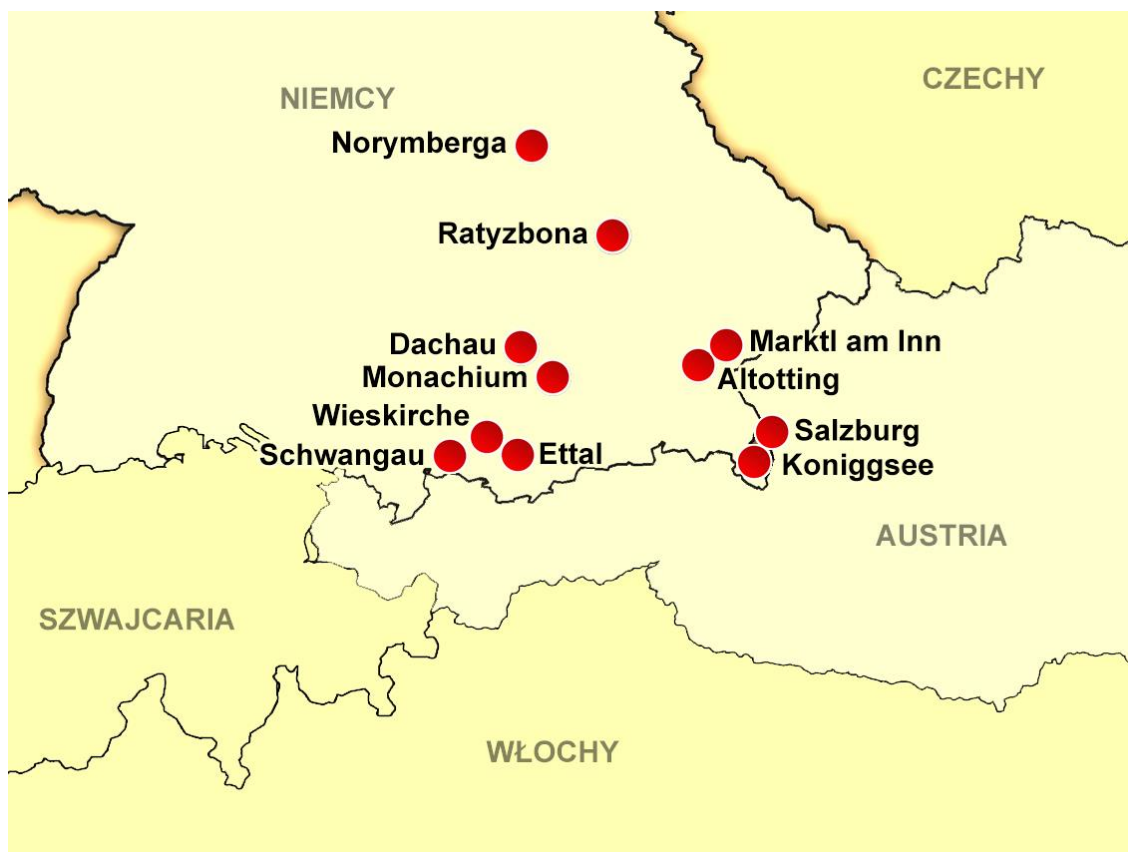 CZECHY
NIEMCY
Norymberga
Ratyzbona
Dachau
Marktl am Inn
Monachium
Altotting
Wieskirche
Salzburg
Schwangau
Ettal
Koniggsee
AUSTRIA
SZWAJCARIA
WŁOCHY